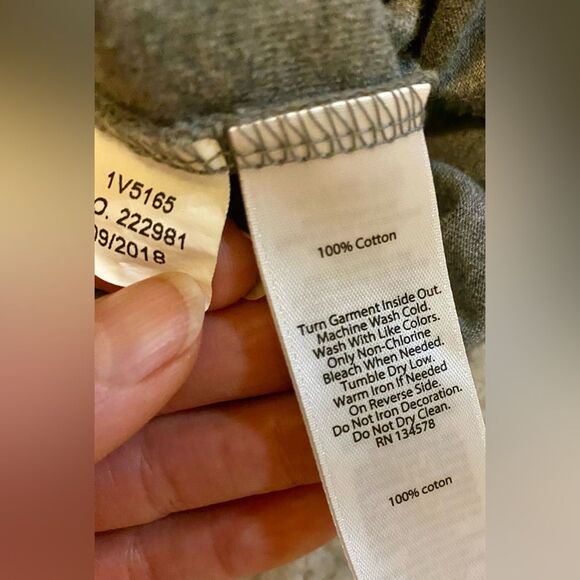 1V5165
O. 222981
09/2018
100% Cotton
Turn Garment Inside Out.
Machine Wash Cold.
Wash With Like Colors.
Only Non-Chlorine
Bleach When Needed.
Tumble Dry Low.
Warm Iron If Needed
On Reverse Side.
Do Not Iron Decoration.
Do Not Dry Clean.
RN 134578
100% coton